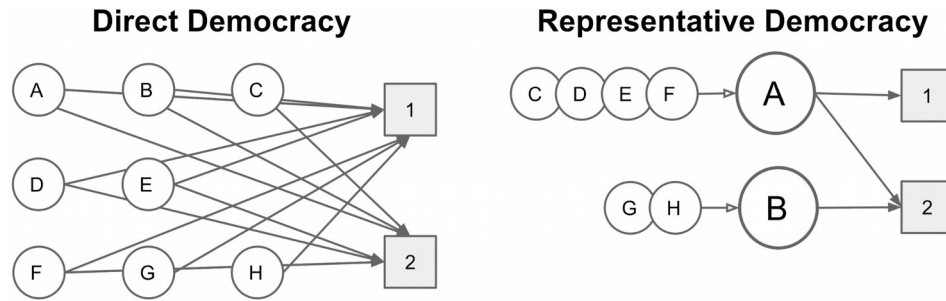 Direct Democracy
A B C
1
D E
2
F G H
Representative Democracy
C D E F A 1
G H B 2